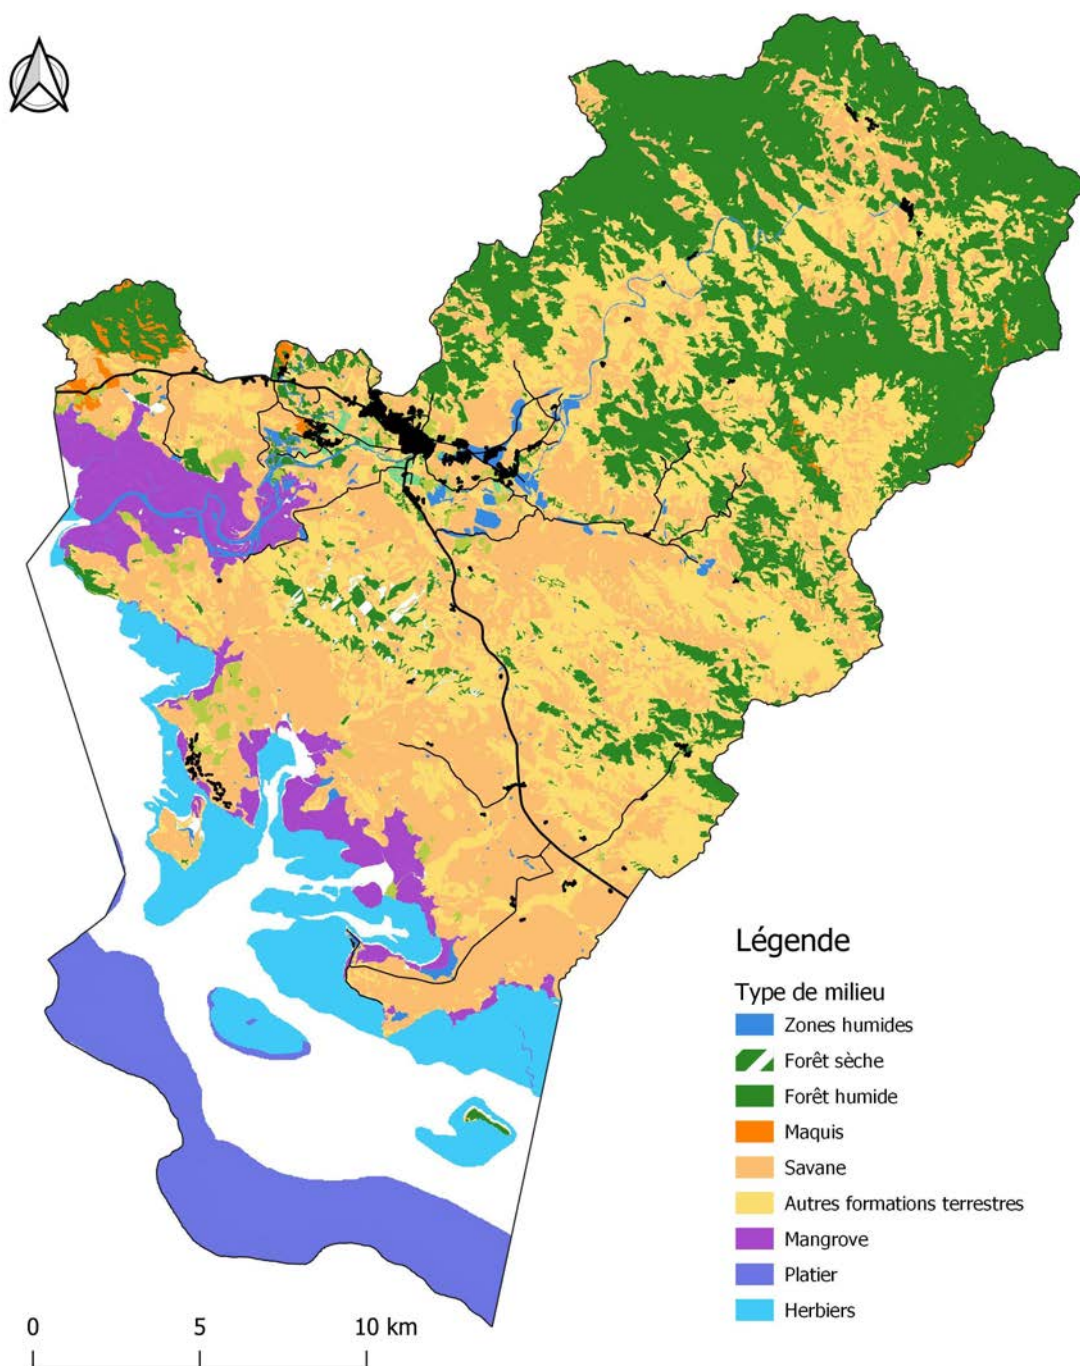 Légende
Type de milieu
Zones humides
Forêt sèche
Forêt humide
Maquis
Savane
Autres formations terrestres
Mangrove
Platier
Herbiers
0 5 10 km